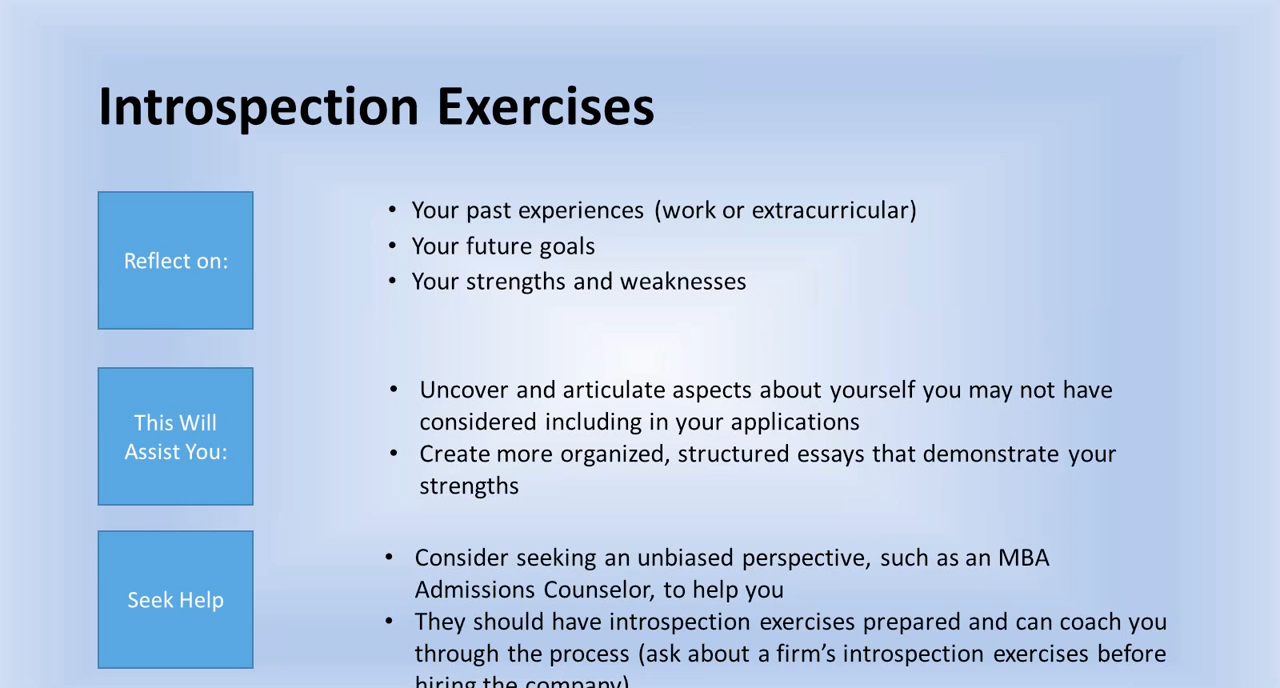 Introspection Exercises
Reflect on:
• Your past experiences (work or extracurricular)
• Your future goals
• Your strengths and weaknesses
This Will
Assist You:
• Uncover and articulate aspects about yourself you may not have
considered including in your applications
• Create more organized, structured essays that demonstrate your
strengths
Seek Help
• Consider seeking an unbiased perspective, such as an MBA
Admissions Counselor, to help you
• They should have introspection exercises prepared and can coach you
through the process (ask about a firm’s introspection exercises before
hiring the company)